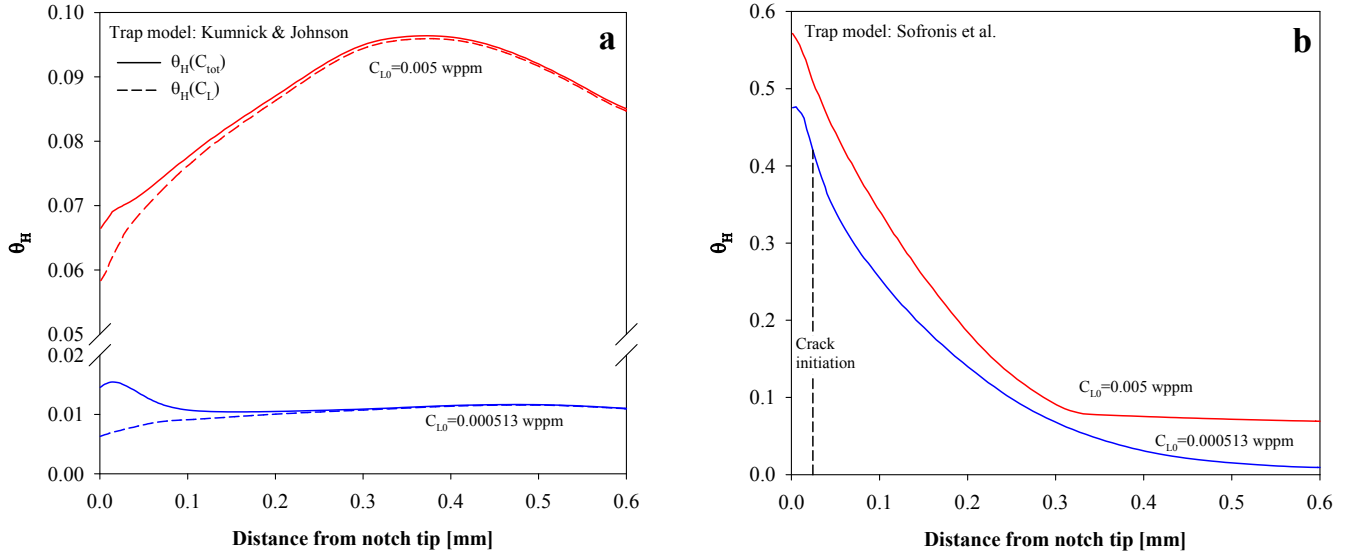 Trap model: Kumnick & Johnson
a
θH(Ctot)
θH(CL)
CL0=0.005 wppm
CL0=0.000513 wppm
0.10
0.09
0.08
0.07
0.06
0.05
0.02
0.01
0.00
θH
0.0 0.1 0.2 0.3 0.4 0.5 0.6
Distance from notch tip [mm]
Trap model: Sofronis et al.
b
Crack
initiation
CL0=0.005 wppm
CL0=0.000513 wppm
0.6
0.5
0.4
0.3
0.2
0.1
0.0
θH
0.0 0.1 0.2 0.3 0.4 0.5 0.6
Distance from notch tip [mm]